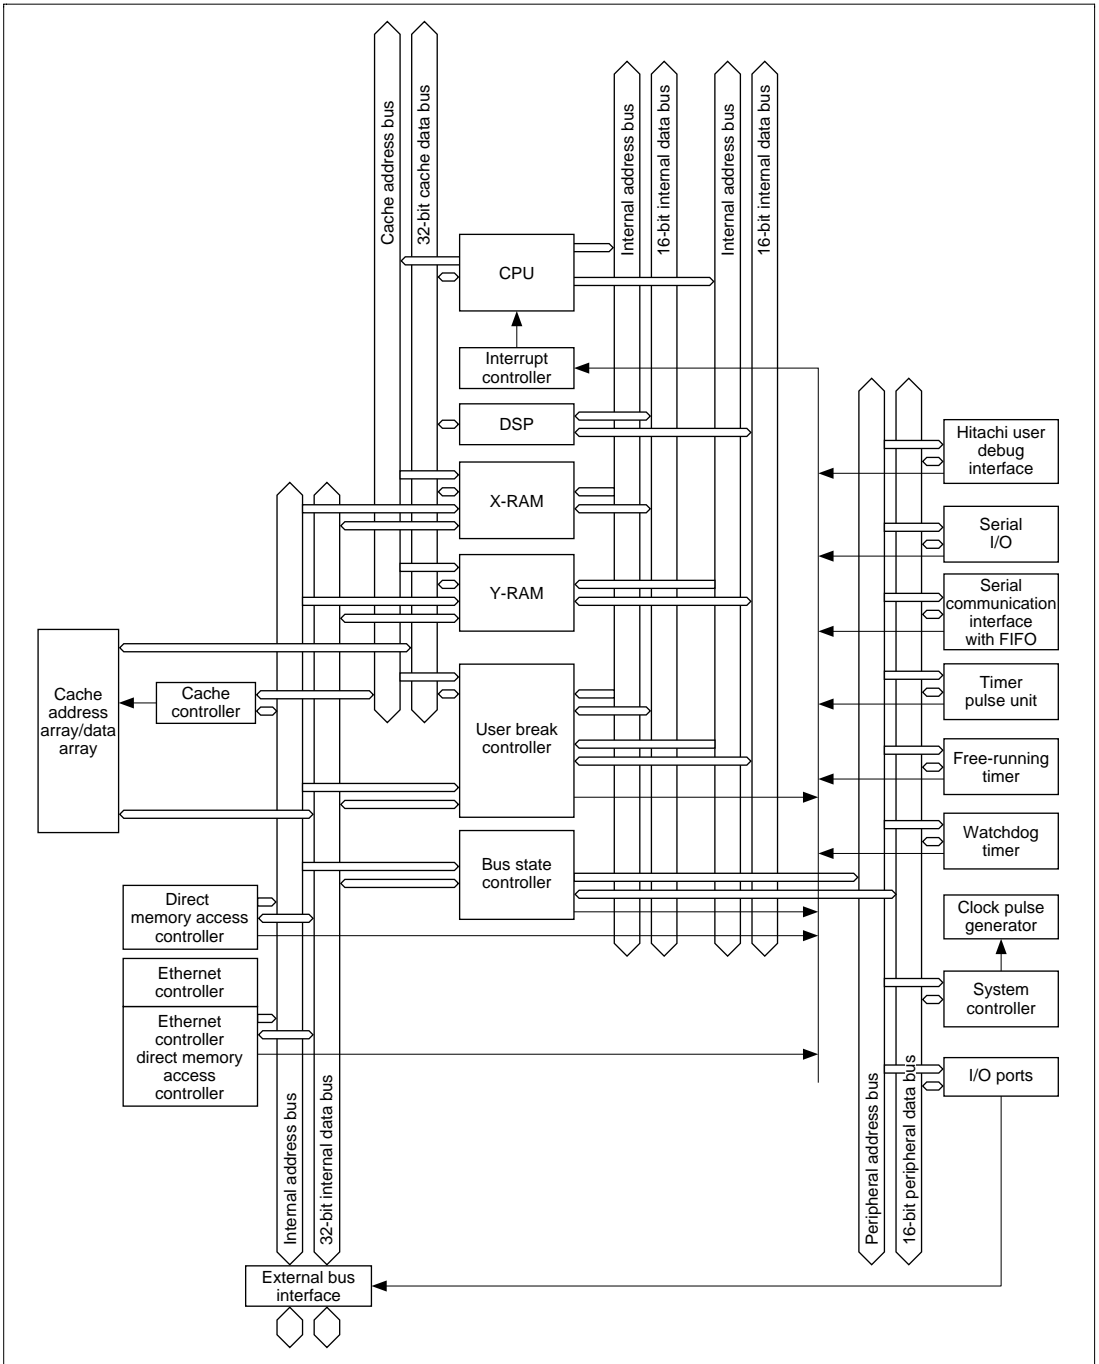 Cache address bus
32-bit cache data bus
Internal address bus
16-bit internal data bus
Internal address bus
16-bit internal data bus
CPU
Interrupt
controller
DSP
X-RAM
Y-RAM
User break
controller
Bus state
controller
Cache
address
array/data
array
Cache
controller
Direct
memory access
controller
Ethernet
controller
Ethernet
controller
direct memory
access
controller
Internal address bus
32-bit internal data bus
External bus
interface
Peripheral address bus
16-bit peripheral data bus
Hitachi user
debug
interface
Serial
I/O
Serial
communication
interface
with FIFO
Timer
pulse unit
Free-running
timer
Watchdog
timer
Clock pulse
generator
System
controller
I/O ports